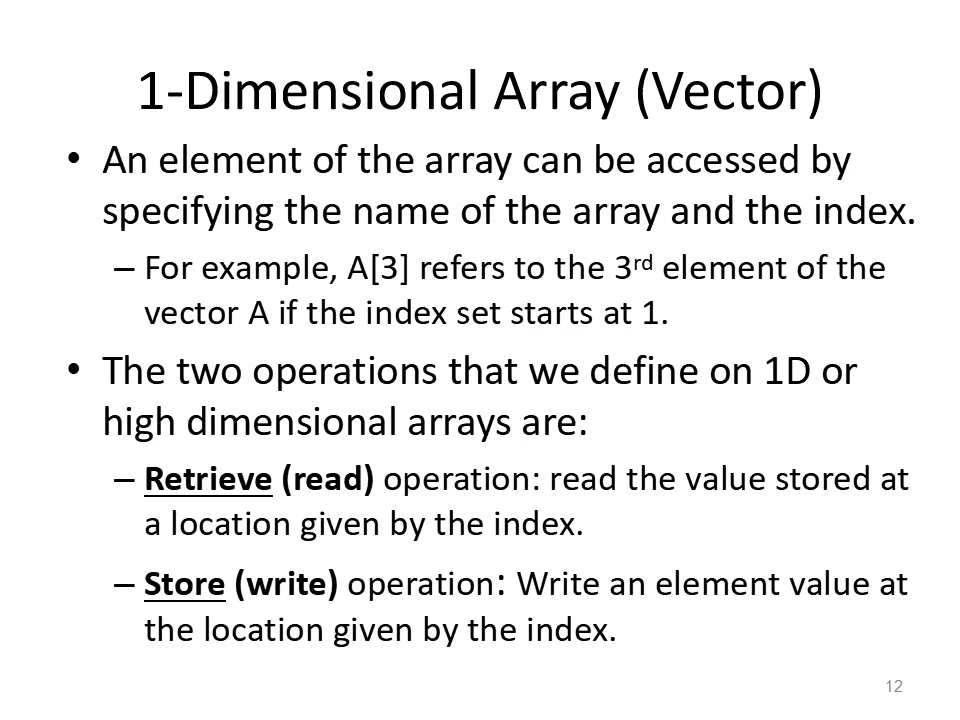 1-Dimensional Array (Vector)
• An element of the array can be accessed by
specifying the name of the array and the index.
– For example, A[3] refers to the 3rd element of the
vector A if the index set starts at 1.
• The two operations that we define on 1D or
high dimensional arrays are:
– Retrieve (read) operation: read the value stored at
a location given by the index.
– Store (write) operation: Write an element value at
the location given by the index.
12